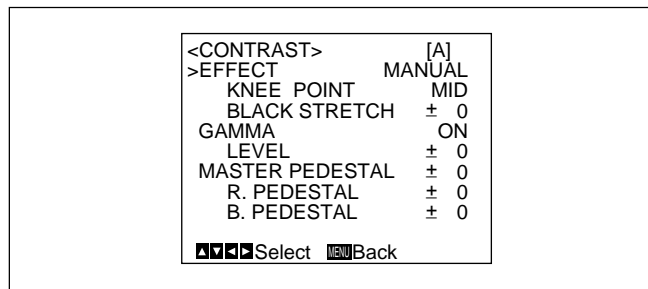 <CONTRAST> [A]
>EFFECT MANUAL
KNEE POINT MID
BLACK STRETCH ± 0
GAMMA ON
LEVEL ± 0
MASTER PEDESTAL ± 0
R. PEDESTAL ± 0
B. PEDESTAL ± 0
▲▼◀▶Select MENU Back